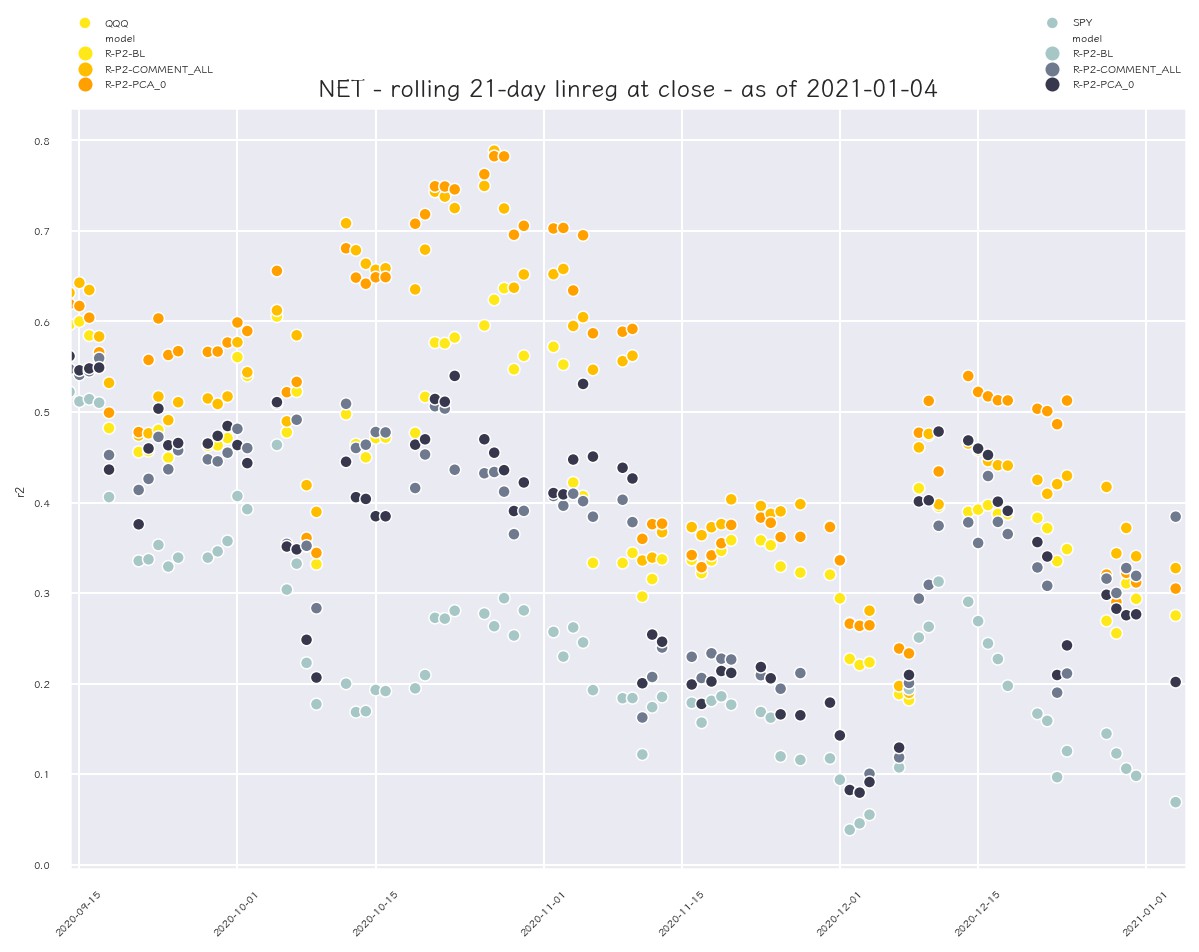 QQQ
model
R-P2-BL
R-P2-COMMENT_ALL
R-P2-PCA_0
SPY
model
R-P2-BL
R-P2-COMMENT_ALL
R-P2-PCA_0
NET - rolling 21-day linreg at close - as of 2021-01-04
0.8
0.7
0.6
0.5
0.4
0.3
0.2
0.1
0.0
r2
2020-09-15
2020-10-01
2020-10-15
2020-11-01
2020-11-15
2020-12-01
2020-12-15
2021-01-01